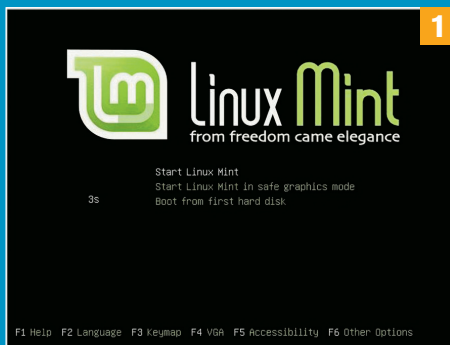 1
lm Linux Mint
from freedom came elegance
Start Linux Mint
Start Linux Mint in safe graphics mode
3s Boot from first hard disk
F1 Help F2 Language F3 Keymap F4 VGA F5 Accessibility F6 Other Options